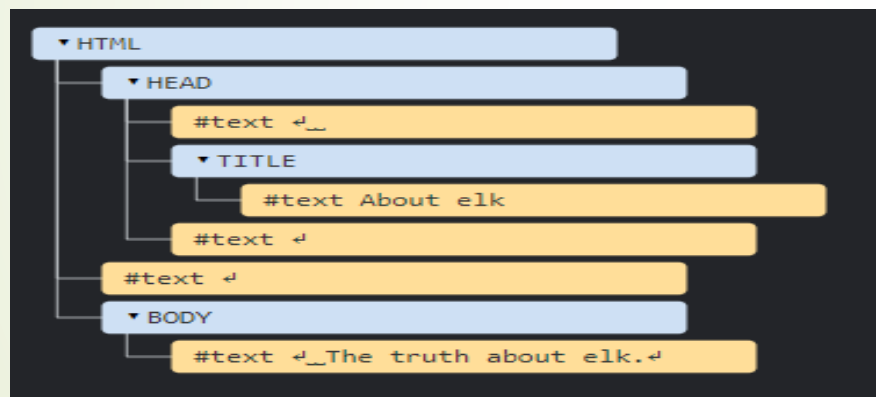 ▾ HTML
▾ HEAD
#text ↵␣␣
▾ TITLE
#text About elk
#text ↵
#text ↵
▾ BODY
#text ↵␣␣The truth about elk.↵